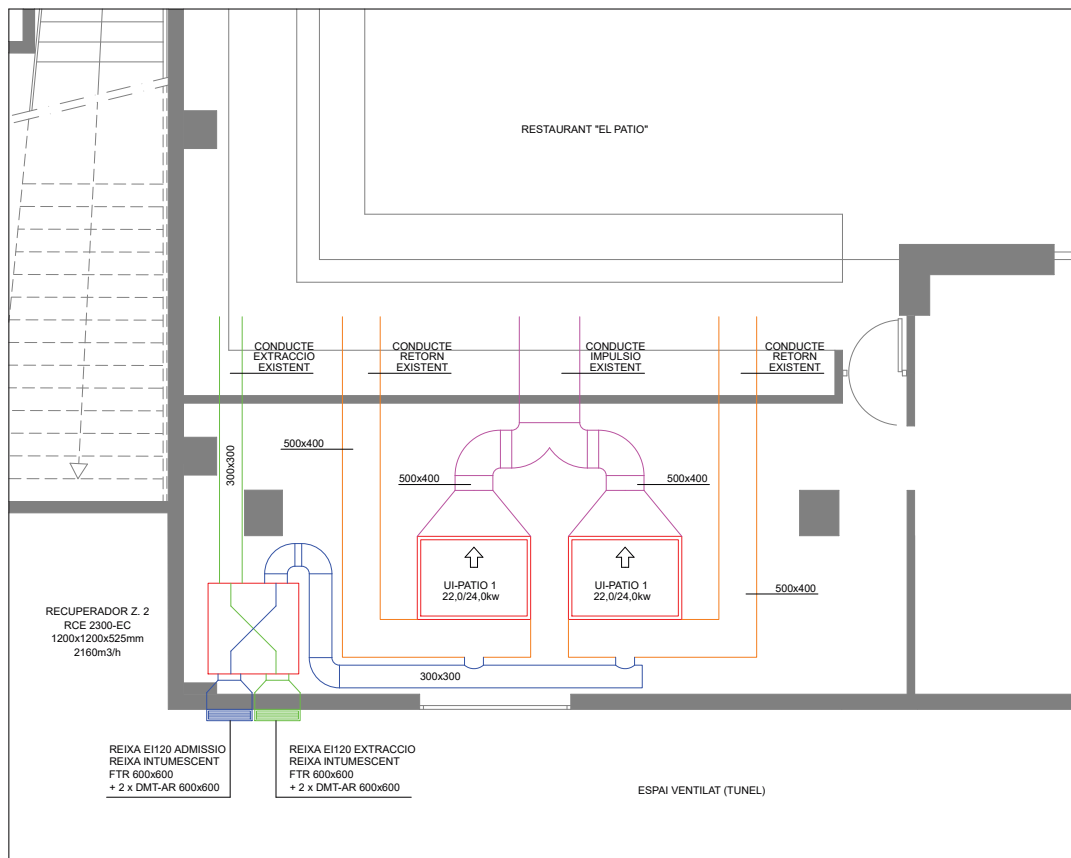 RESTAURANT "EL PATIO"
CONDUCTE
EXTRACCIO
EXISTENT
CONDUCTE
RETORN
EXISTENT
CONDUCTE
IMPULSIO
EXISTENT
CONDUCTE
RETORN
EXISTENT
300x300
500x400
500x400
500x400
500x400
UI-PATIO 1
22,0/24,0kw
UI-PATIO 1
22,0/24,0kw
RECUPERADOR Z. 2
RCE 2300-EC
1200x1200x525mm
2160m3/h
300x300
REIXA EI120 ADMISSIO
REIXA INTUMESCENT
FTR 600x600
+ 2 x DMT-AR 600x600
REIXA EI120 EXTRACCIO
REIXA INTUMESCENT
FTR 600x600
+ 2 x DMT-AR 600x600
ESPAI VENTILAT (TUNEL)